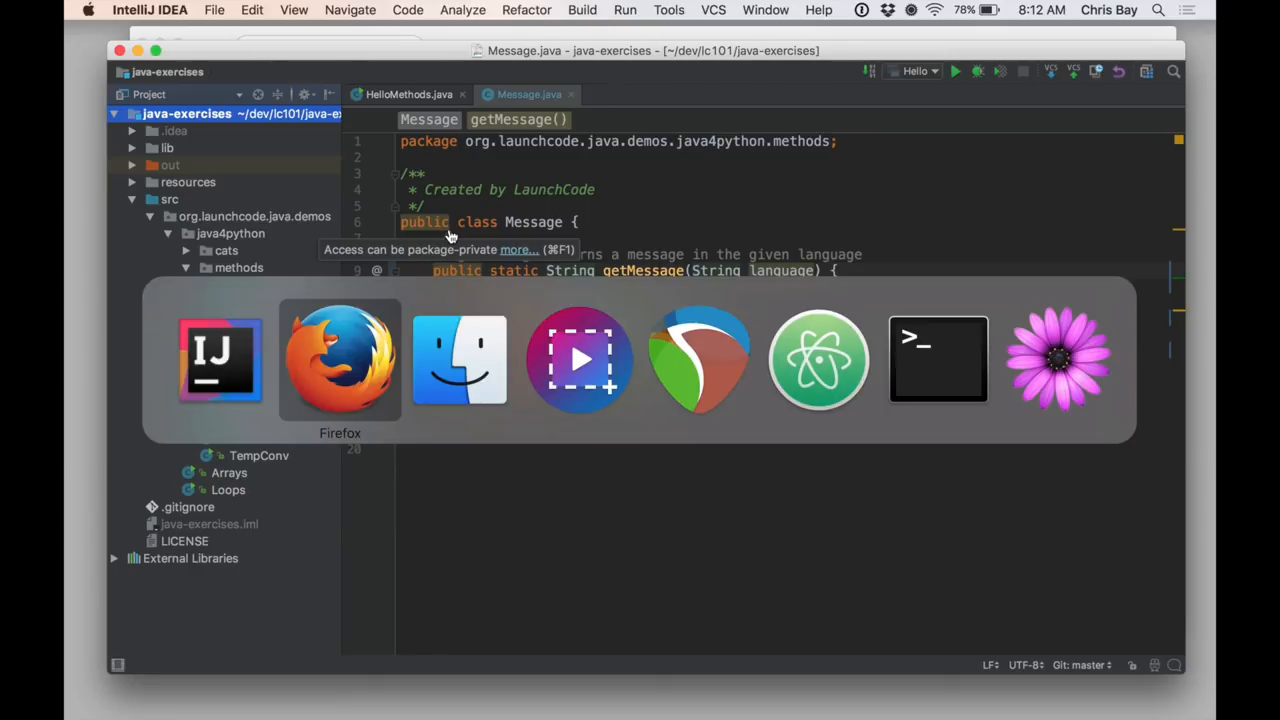 IntelliJ IDEA File Edit View Navigate Code Analyze Refactor Build Run Tools VCS Window Help 78% 8:12 AM Chris Bay
Message.java - java-exercises - [~/dev/lc101/java-exercises]
java-exercises
Hello
VCS
VCS
Project
HelloMethods.java
Message.java
java-exercises ~/dev/lc101/java-ex
.idea
lib
out
resources
src
org.launchcode.java.demos
java4python
cats
methods
TempConv
Arrays
Loops
.gitignore
java-exercises.iml
LICENSE
External Libraries
Message getMessage()
1 package org.launchcode.java.demos.java4python.methods;
2
3 /**
4 * Created by LaunchCode
5 */
6 public class Message {
Access can be package-private more... (⌘F1)
rns a message in the given language
9 @ public static String getMessage(String language) {
IJ
>_
Firefox
20
LF UTF-8 Git: master